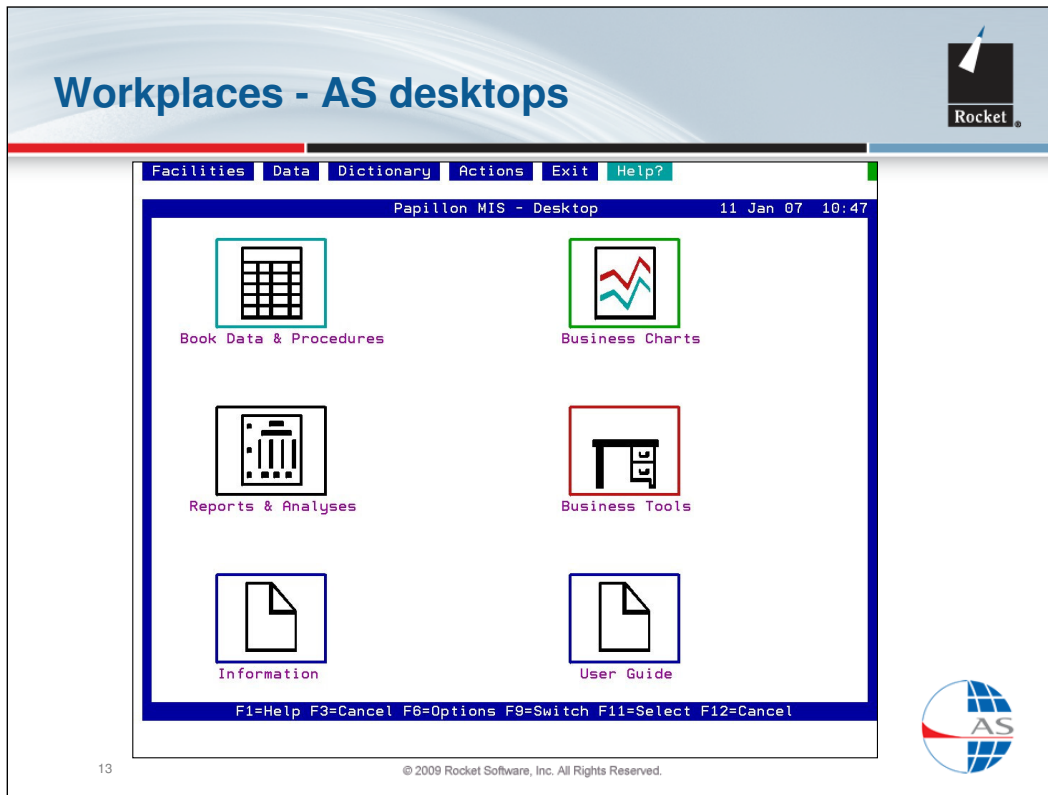 Workplaces - AS desktops
Rocket ®
Facilities Data Dictionary Actions Exit Help?
Papillon MIS - Desktop 11 Jan 07 10:47
Book Data & Procedures Business Charts
Reports & Analyses Business Tools
Information User Guide
F1=Help F3=Cancel F6=Options F9=Switch F11=Select F12=Cancel
AS
13 © 2009 Rocket Software, Inc. All Rights Reserved.